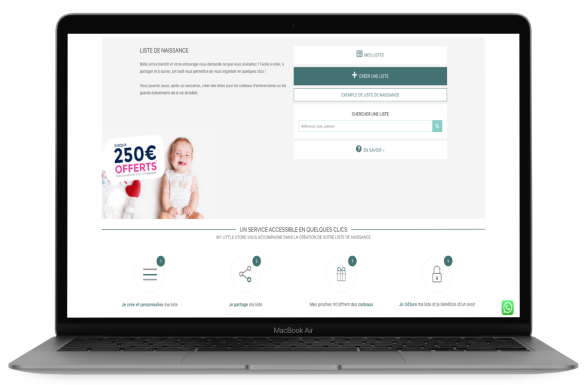 LISTE DE NAISSANCE
Bébé arrive bientôt et votre entourage vous demande ce que vous souhaitez ? Facile à créer, à
partager et à suivre, cet outil vous permettra de vous organiser en quelques clics !
Vous pourrez aussi, après sa naissance, créer des listes pour les cadeaux d'anniversaires ou les
grands évènements de la vie de bébé.
JUSQU'À
250€
OFFERTS
MES LISTES
CRÉER UNE LISTE
EXEMPLE DE LISTE DE NAISSANCE
CHERCHER UNE LISTE
Référence, nom, prénom
EN SAVOIR +
UN SERVICE ACCESSIBLE EN QUELQUES CLICS
MY LITTLE STORE VOUS ACCOMPAGNE DANS LA CRÉATION DE VOTRE LISTE DE NAISSANCE
1
2
3
4
Je crée et personnalise ma liste
Je partage ma liste
Mes proches m'offrent des cadeaux
Je clôture ma liste et je bénéficie d'un avoir
MacBook Air